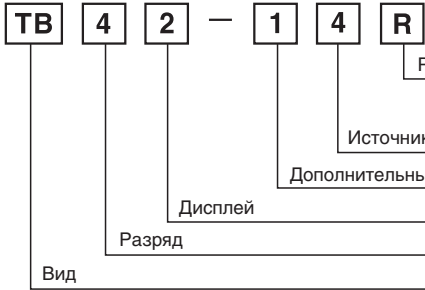 TB 4 2 – 1 4 R
Источник
Дополнительны
Дисплей
Разряд
Вид